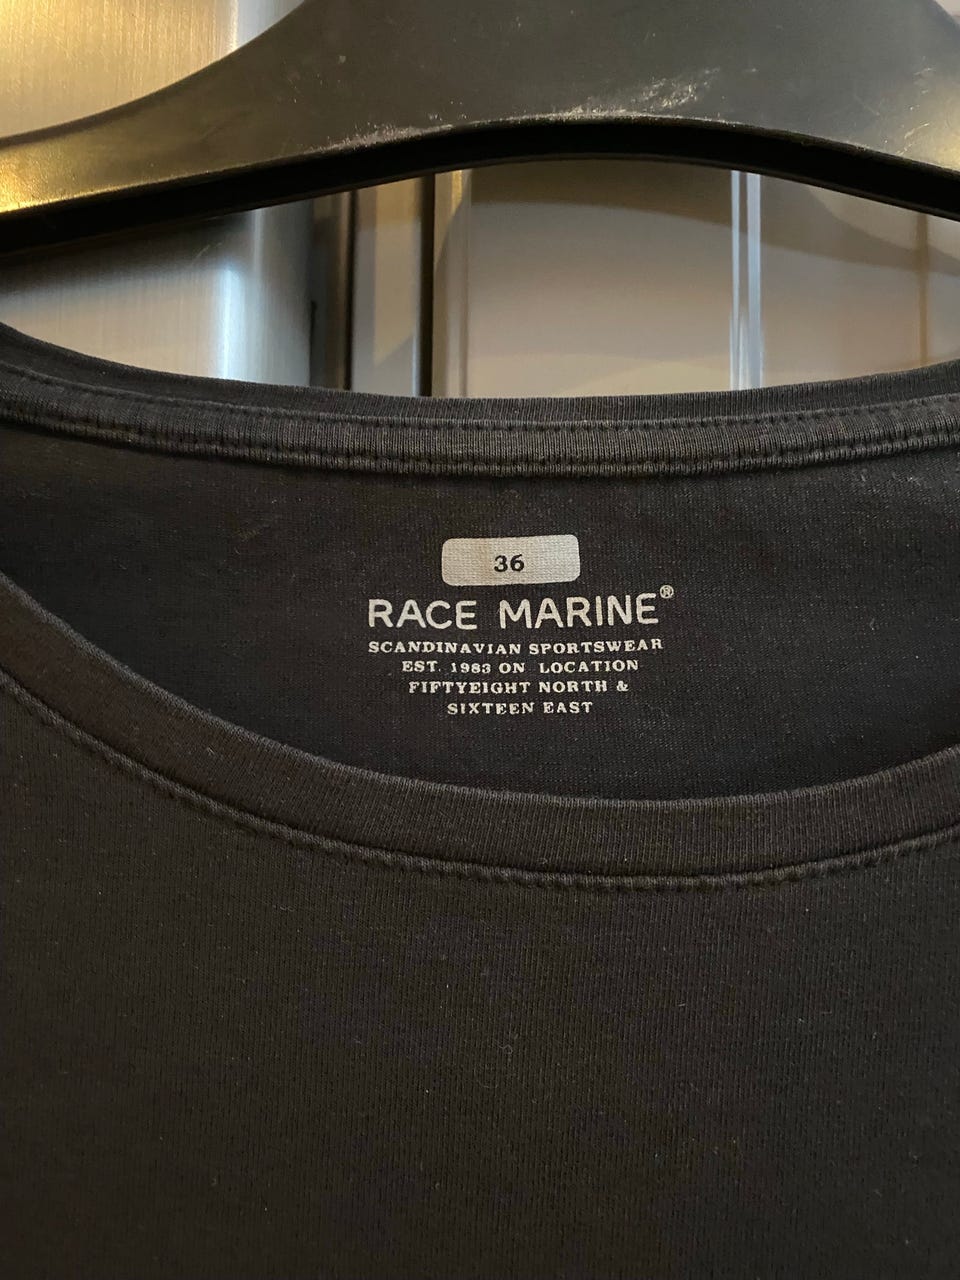 36
RACE MARINE®
SCANDINAVIAN SPORTSWEAR
EST. 1983 ON LOCATION
FIFTYEIGHT NORTH &
SIXTEEN EAST